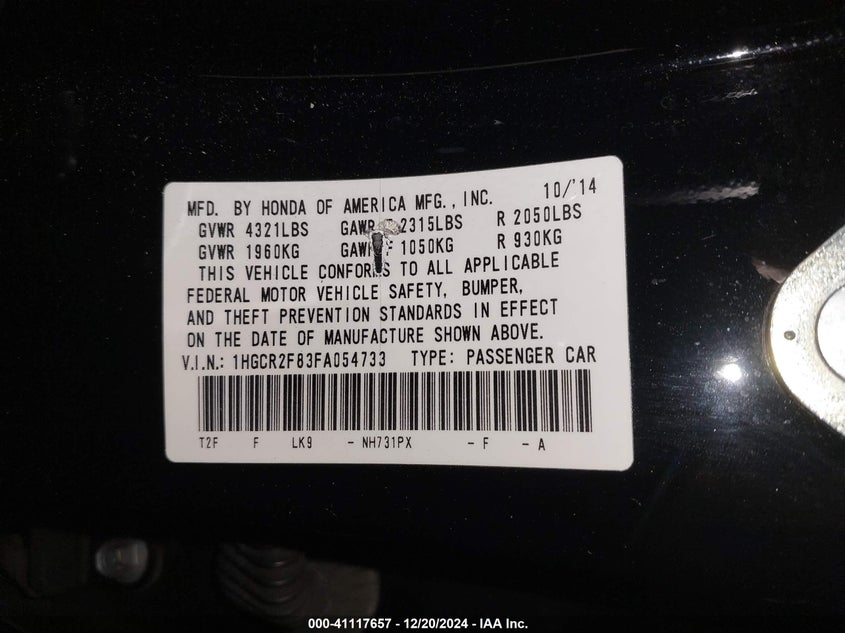 MFD. BY HONDA OF AMERICA MFG., INC. 10/'14
GVWR 4321LBS GAWR 2315LBS R 2050LBS
GVWR 1960KG GAWR F 1050KG R 930KG
THIS VEHICLE CONFORMS TO ALL APPLICABLE
FEDERAL MOTOR VEHICLE SAFETY, BUMPER,
AND THEFT PREVENTION STANDARDS IN EFFECT
ON THE DATE OF MANUFACTURE SHOWN ABOVE.
V.I.N.: 1HGCR2F83FA054733 TYPE: PASSENGER CAR
T2F F LK9 - NH731PX - F - A
000-41117657 - 12/20/2024 - IAA Inc.